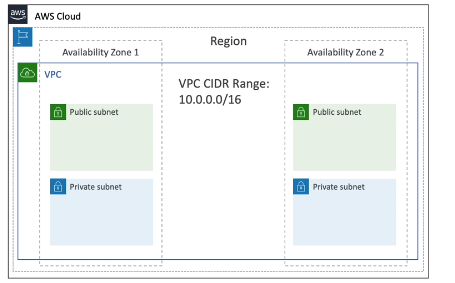 aws
AWS Cloud
Region
Availability Zone 1
Availability Zone 2
VPC
VPC CIDR Range:
10.0.0.0/16
Public subnet
Public subnet
Private subnet
Private subnet